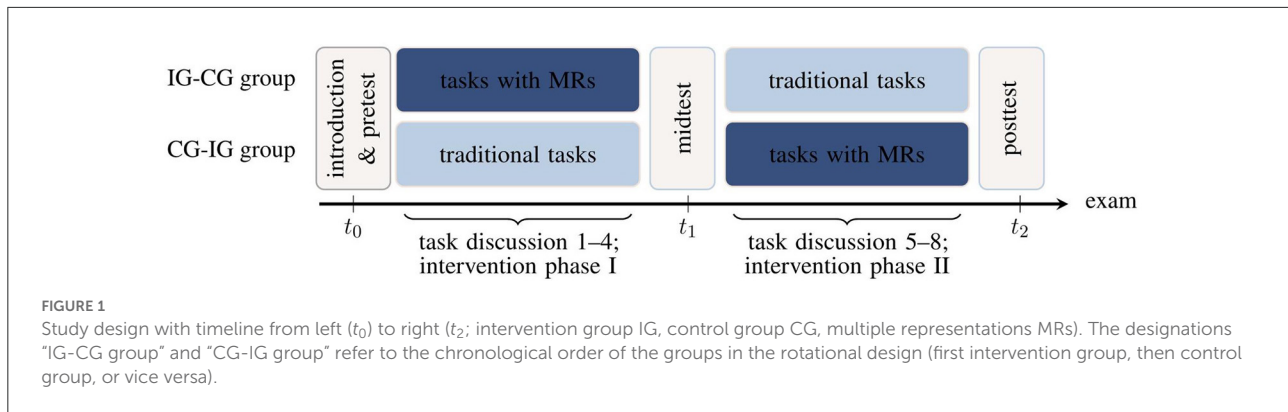 IG-CG group
CG-IG group
introduction
& pretest
tasks with MRs
traditional tasks
midtest
traditional tasks
tasks with MRs
posttest
exam
t0
t1
t2
task discussion 1–4;
intervention phase I
task discussion 5–8;
intervention phase II
FIGURE 1
Study design with timeline from left (t0) to right (t2; intervention group IG, control group CG, multiple representations MRs). The designations
"IG-CG group" and "CG-IG group" refer to the chronological order of the groups in the rotational design (first intervention group, then control
group, or vice versa).